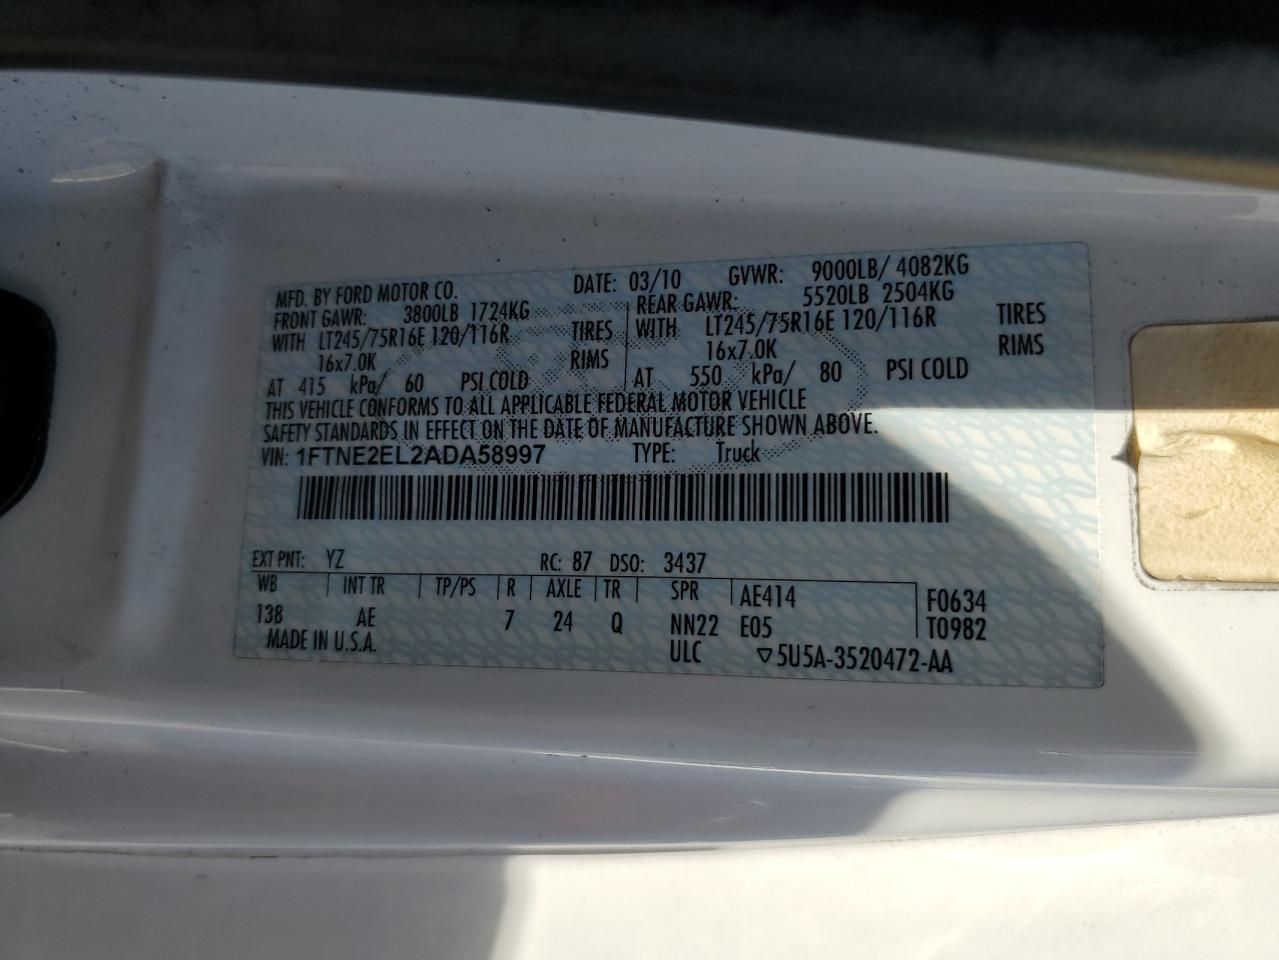 MFD. BY FORD MOTOR CO. DATE: 03/10 GVWR: 9000LB/ 4082KG
FRONT GAWR: 3800LB 1724KG REAR GAWR: 5520LB 2504KG
WITH LT245/75R16E 120/116R TIRES WITH LT245/75R16E 120/116R TIRES
16x7.0K RIMS 16x7.0K RIMS
AT 415 kPa/ 60 PSI COLD AT 550 kPa/ 80 PSI COLD
THIS VEHICLE CONFORMS TO ALL APPLICABLE FEDERAL MOTOR VEHICLE
SAFETY STANDARDS IN EFFECT ON THE DATE OF MANUFACTURE SHOWN ABOVE.
VIN: 1FTNE2EL2ADA58997 TYPE: Truck
EXT PNT: YZ RC: 87 DSO: 3437
WB INT TR TP/PS R AXLE TR SPR AE414 F0634
138 AE 7 24 Q NN22 E05 T0982
MADE IN U.S.A. ULC ▽5U5A-3520472-AA